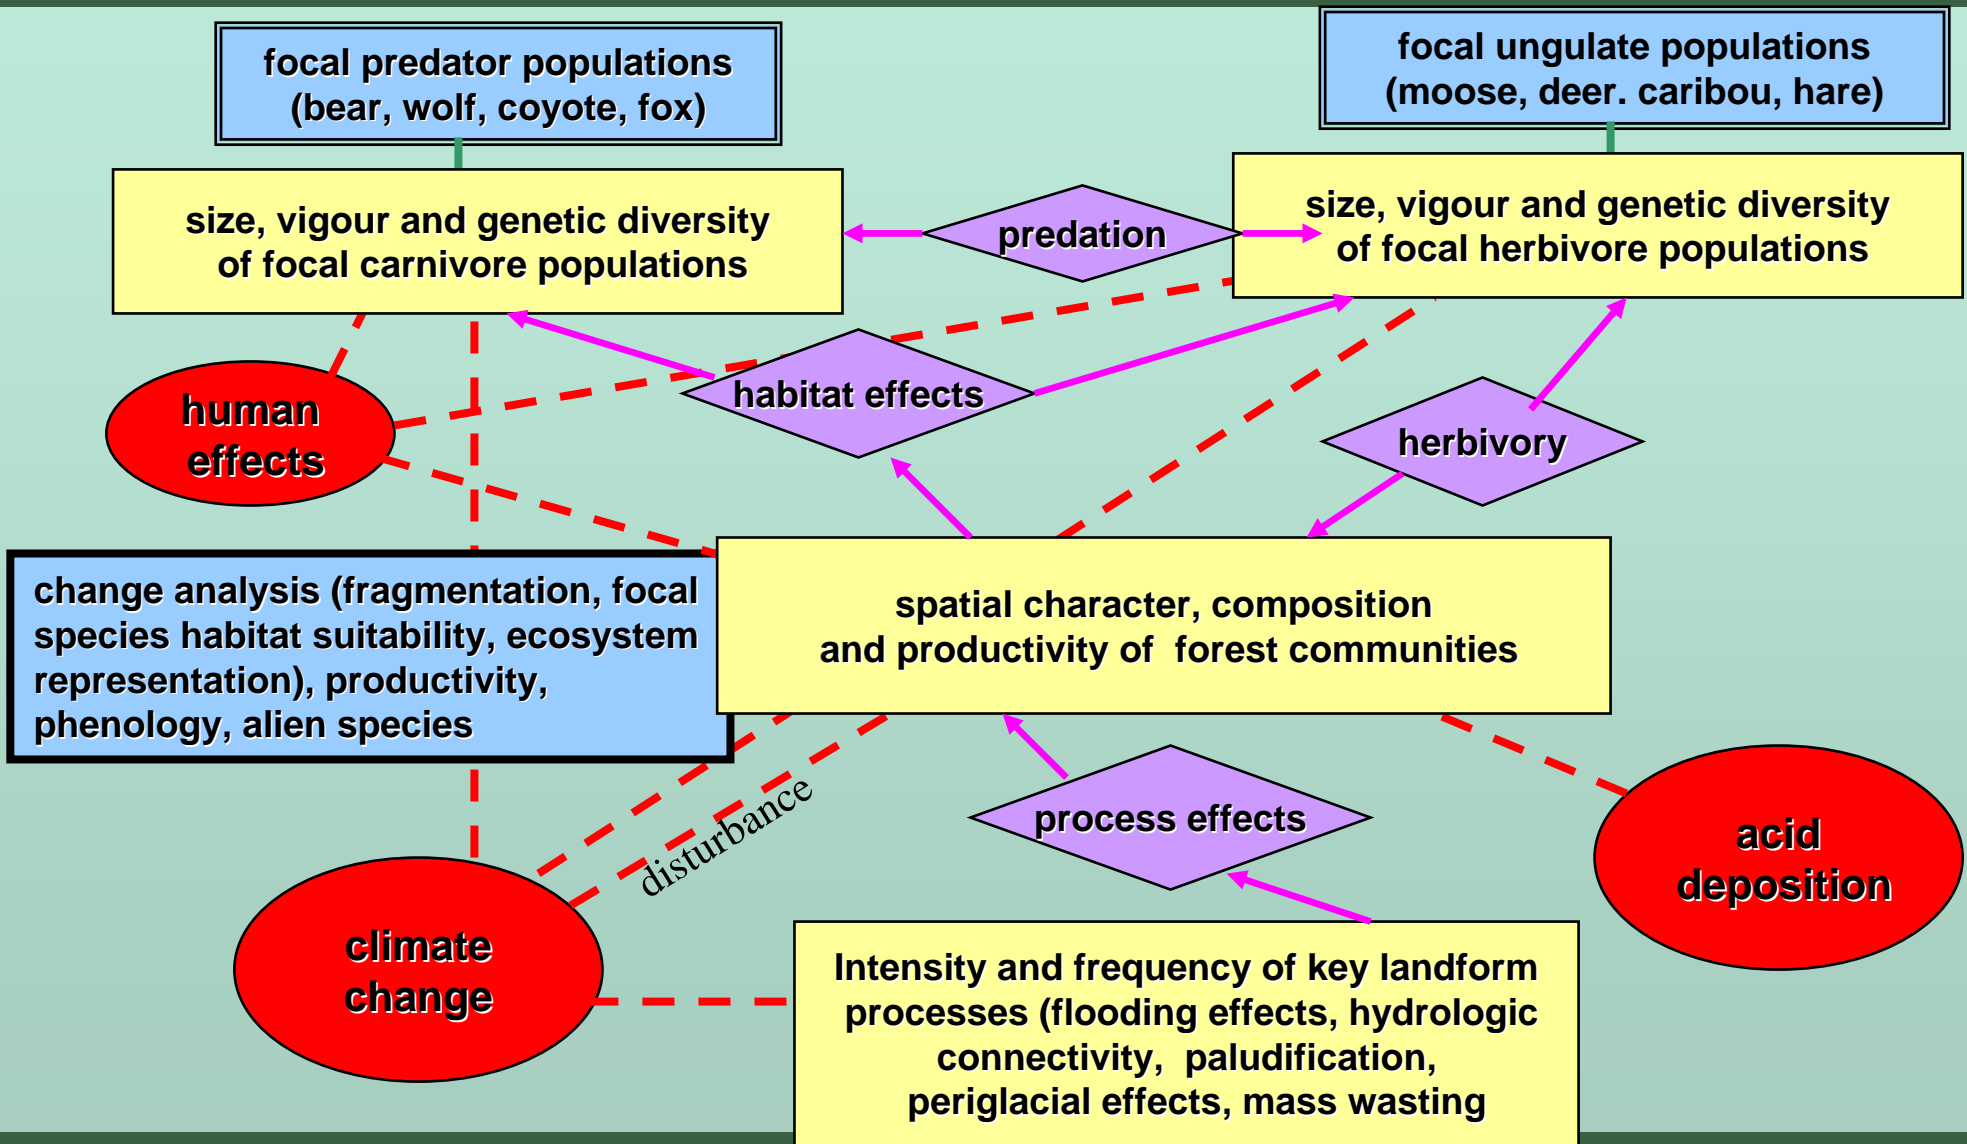 focal predator populations
(bear, wolf, coyote, fox)
focal ungulate populations
(moose, deer. caribou, hare)
size, vigour and genetic diversity
of focal carnivore populations
predation
size, vigour and genetic diversity
of focal herbivore populations
human
effects
habitat effects
herbivory
change analysis (fragmentation, focal
species habitat suitability, ecosystem
representation), productivity,
phenology, alien species
spatial character, composition
and productivity of forest communities
disturbance
process effects
acid
deposition
climate
change
Intensity and frequency of key landform
processes (flooding effects, hydrologic
connectivity, paludification,
periglacial effects, mass wasting